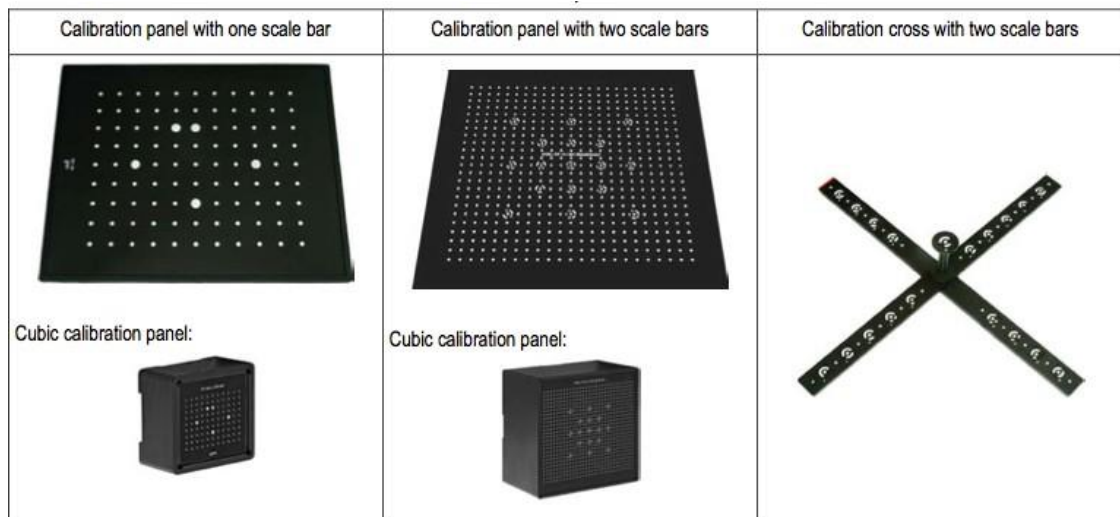 Calibration panel with one scale bar
Calibration panel with two scale bars
Calibration cross with two scale bars
Cubic calibration panel:
Cubic calibration panel: